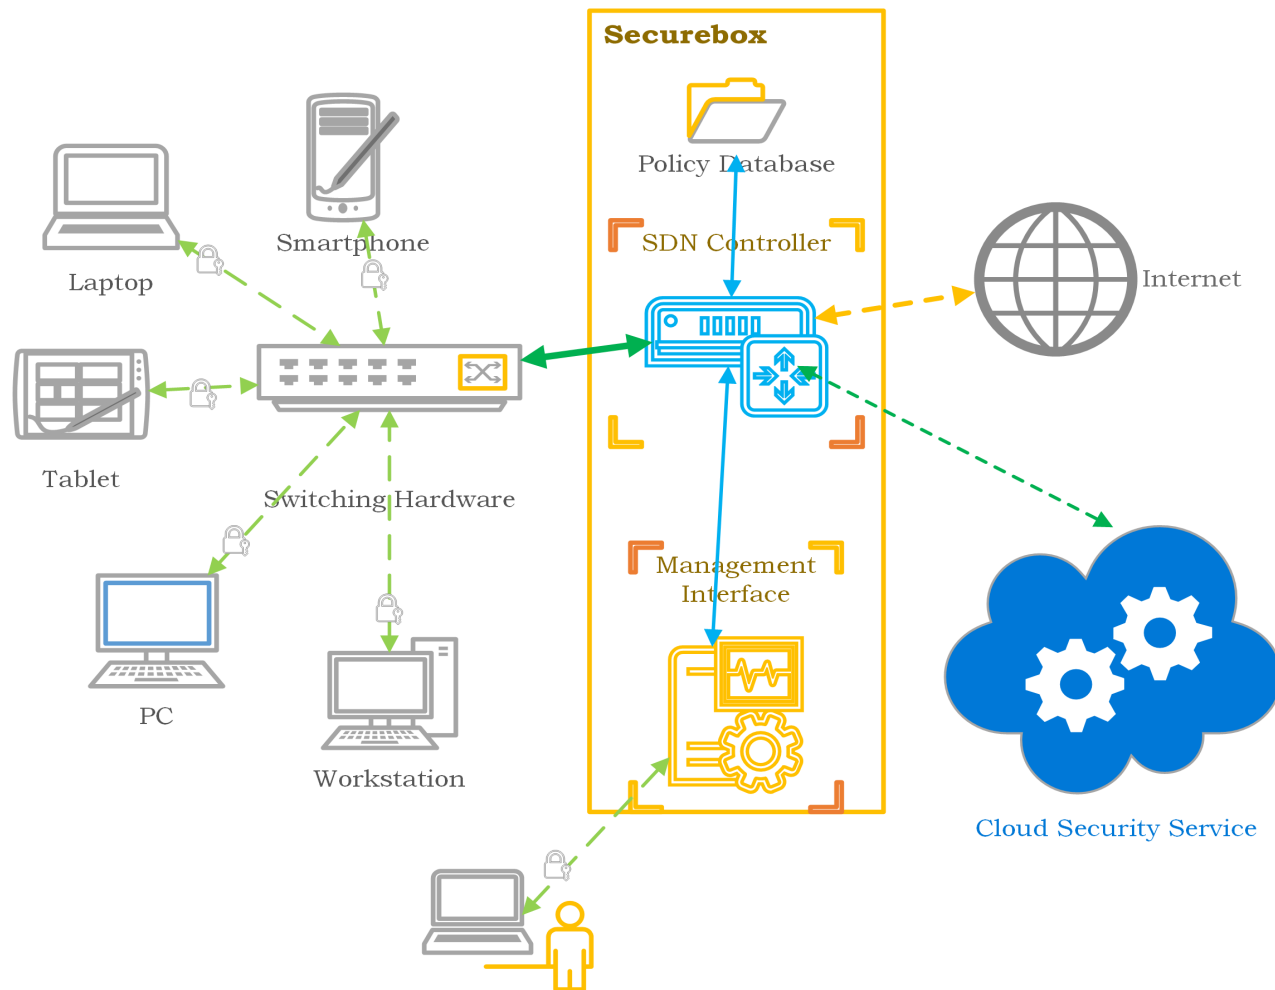 Securebox
Policy Database
Smartphone
SDN Controller
Laptop
Internet
Tablet
Switching Hardware
Management
Interface
PC
Workstation
Cloud Security Service